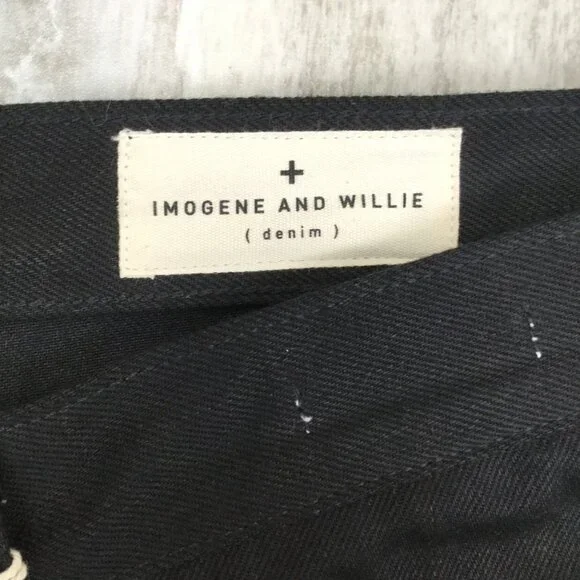 +
IMOGENE AND WILLIE
( denim )